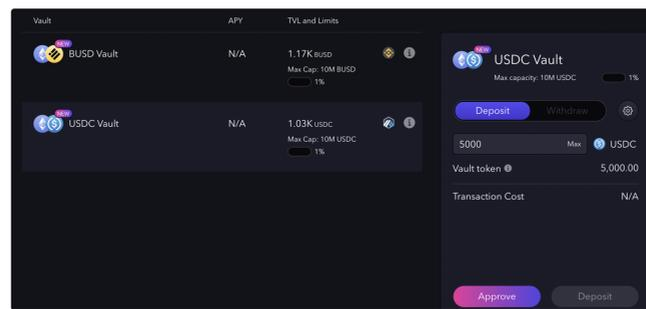 Vault APY TVL and Limits
NEW
BUSD Vault N/A 1.17K BUSD
Max Cap: 10M BUSD
1%
NEW
USDC Vault N/A 1.03K USDC
Max Cap: 10M USDC
1%
NEW
USDC Vault
Max capacity: 10M USDC 1%
Deposit Withdraw
5000 Max USDC
Vault token 5,000.00
Transaction Cost N/A
Approve Deposit